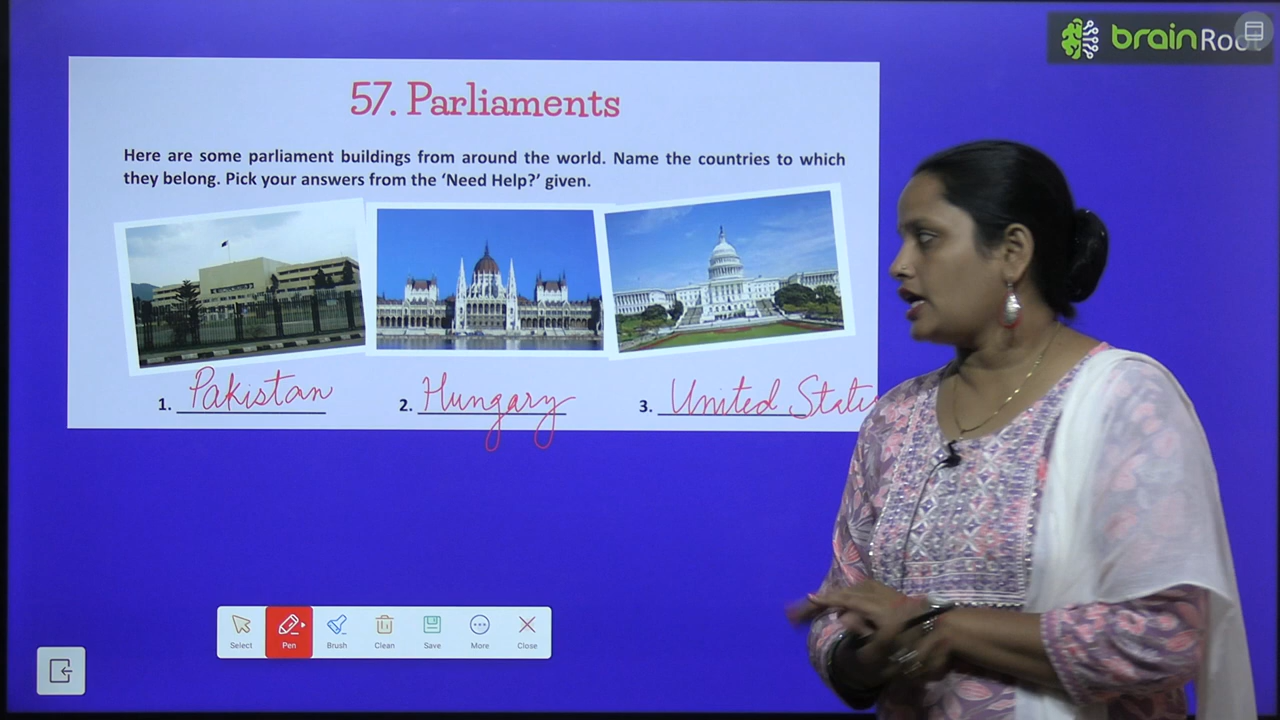 brainRoot
57. Parliaments
Here are some parliament buildings from around the world. Name the countries to which
they belong. Pick your answers from the ‘Need Help?’ given.
1. Pakistan 2. Hungary 3. United States
Select Pen Brush Clean Save More Close